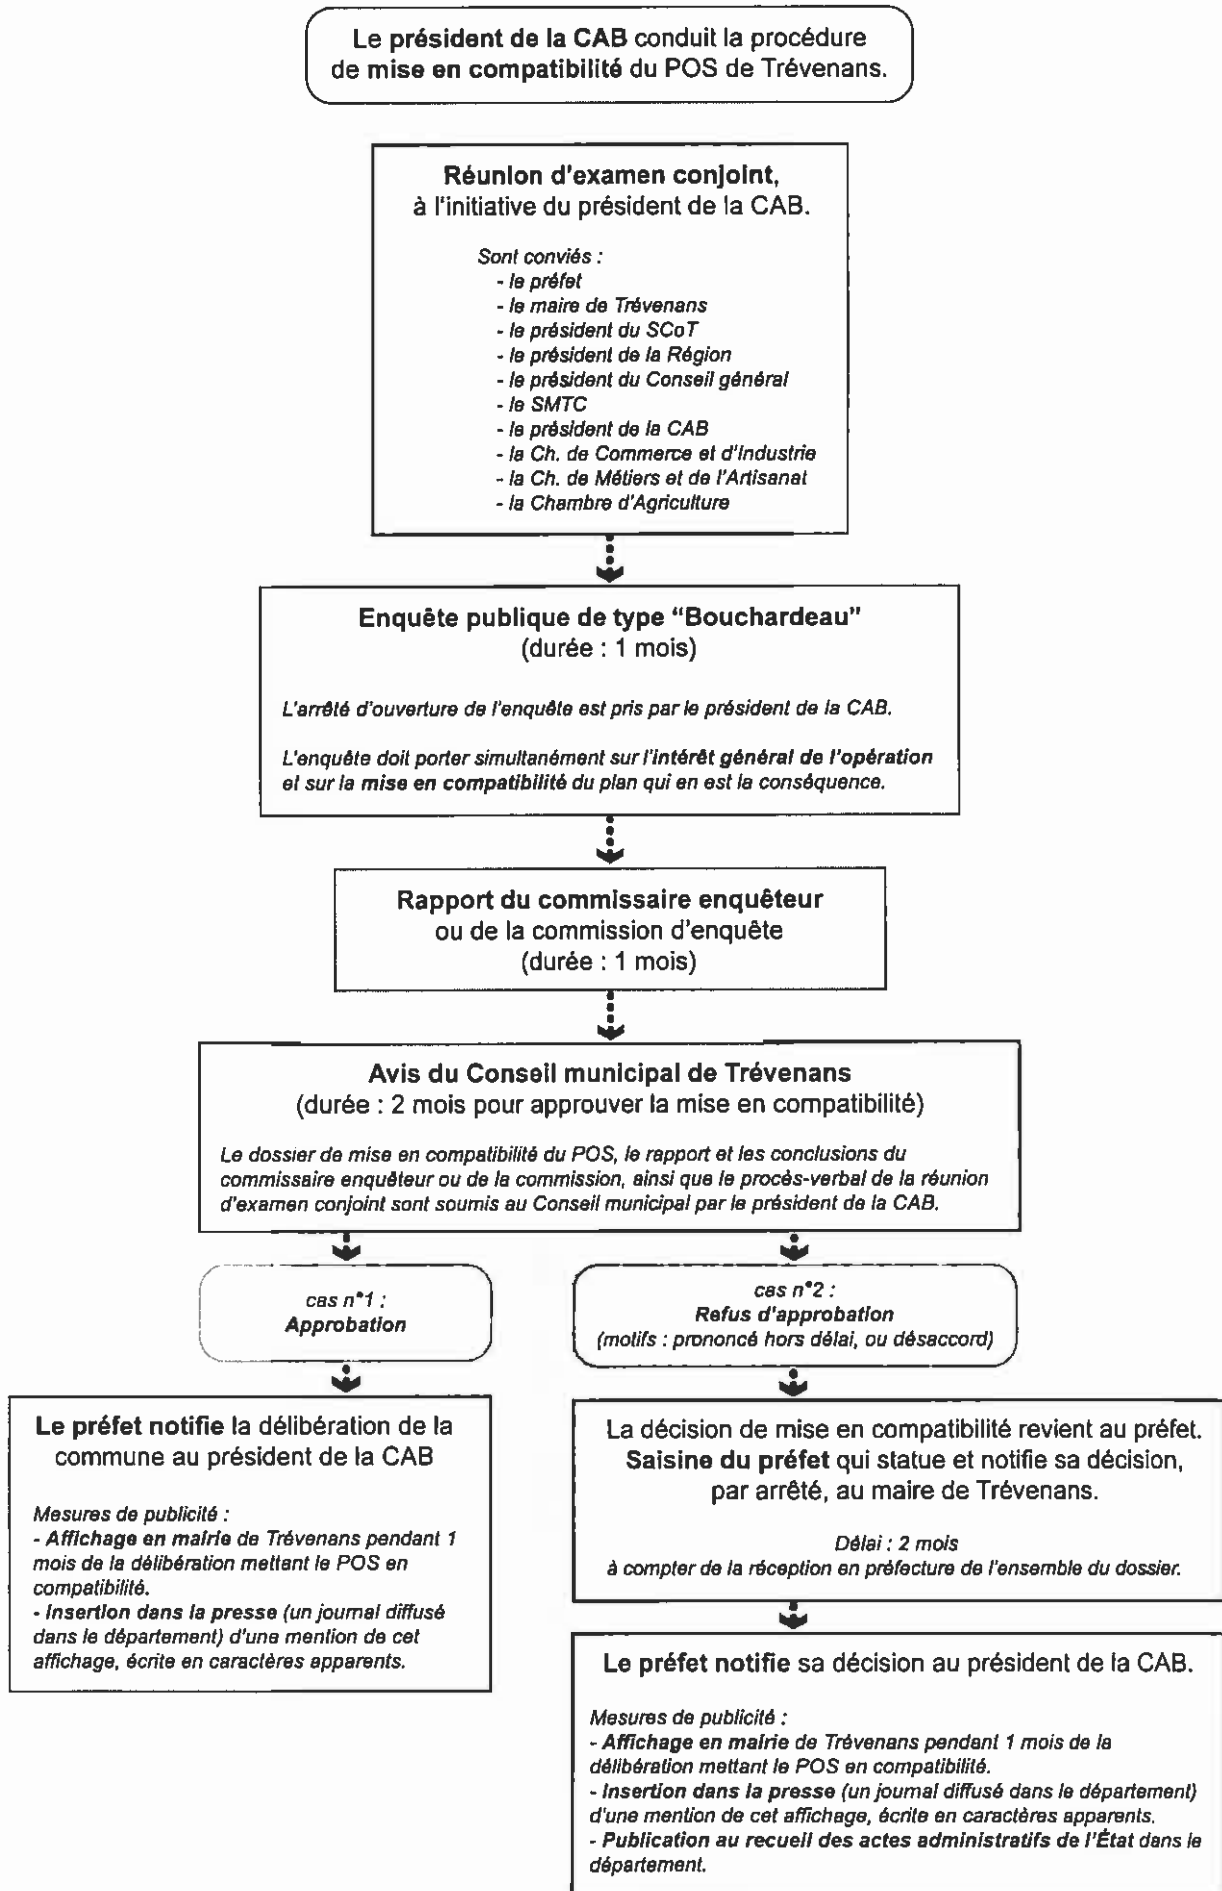 Le président de la CAB conduit la procédure
de mise en compatibilité du POS de Trévenans.
Réunion d'examen conjoint,
à l'initiative du président de la CAB.
Sont conviés :
- le préfet
- le maire de Trévenans
- le président du SCoT
- le président de la Région
- le président du Conseil général
- le SMTC
- le président de la CAB
- la Ch. de Commerce et d'Industrie
- la Ch. de Métiers et de l'Artisanat
- la Chambre d'Agriculture
Enquête publique de type “Bouchardeau”
(durée : 1 mois)
L'arrêté d'ouverture de l'enquête est pris par le président de la CAB.
L'enquête doit porter simultanément sur l'intérêt général de l'opération
et sur la mise en compatibilité du plan qui en est la conséquence.
Rapport du commissaire enquêteur
ou de la commission d'enquête
(durée : 1 mois)
Avis du Conseil municipal de Trévenans
(durée : 2 mois pour approuver la mise en compatibilité)
Le dossier de mise en compatibilité du POS, le rapport et les conclusions du
commissaire enquêteur ou de la commission, ainsi que le procès-verbal de la réunion
d'examen conjoint sont soumis au Conseil municipal par le président de la CAB.
cas n°1 :
Approbation
Le préfet notifie la délibération de la
commune au président de la CAB
Mesures de publicité :
- Affichage en mairie de Trévenans pendant 1
mois de la délibération mettant le POS en
compatibilité.
- Insertion dans la presse (un journal diffusé
dans le département) d'une mention de cet
affichage, écrite en caractères apparents.
cas n°2 :
Refus d'approbation
(motifs : prononcé hors délai, ou désaccord)
La décision de mise en compatibilité revient au préfet.
Saisine du préfet qui statue et notifie sa décision,
par arrêté, au maire de Trévenans.
Délai : 2 mois
à compter de la réception en préfecture de l'ensemble du dossier.
Le préfet notifie sa décision au président de la CAB.
Mesures de publicité :
- Affichage en mairie de Trévenans pendant 1 mois de la
délibération mettant le POS en compatibilité.
- Insertion dans la presse (un journal diffusé dans le département)
d'une mention de cet affichage, écrite en caractères apparents.
- Publication au recueil des actes administratifs de l'État dans le
département.